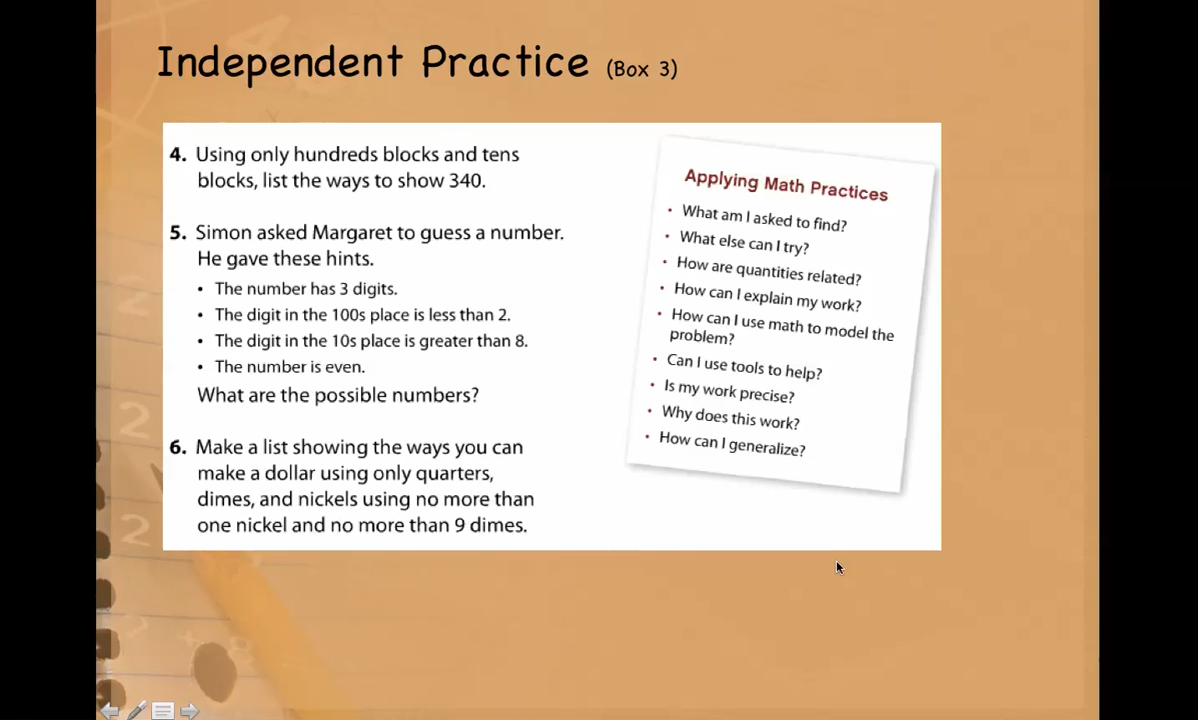 Independent Practice (Box 3)
4. Using only hundreds blocks and tens
blocks, list the ways to show 340.
5. Simon asked Margaret to guess a number.
He gave these hints.
• The number has 3 digits.
• The digit in the 100s place is less than 2.
• The digit in the 10s place is greater than 8.
• The number is even.
What are the possible numbers?
6. Make a list showing the ways you can
make a dollar using only quarters,
dimes, and nickels using no more than
one nickel and no more than 9 dimes.
Applying Math Practices
• What am I asked to find?
• What else can I try?
• How are quantities related?
• How can I explain my work?
• How can I use math to model the
problem?
• Can I use tools to help?
• Is my work precise?
• Why does this work?
• How can I generalize?
2
2